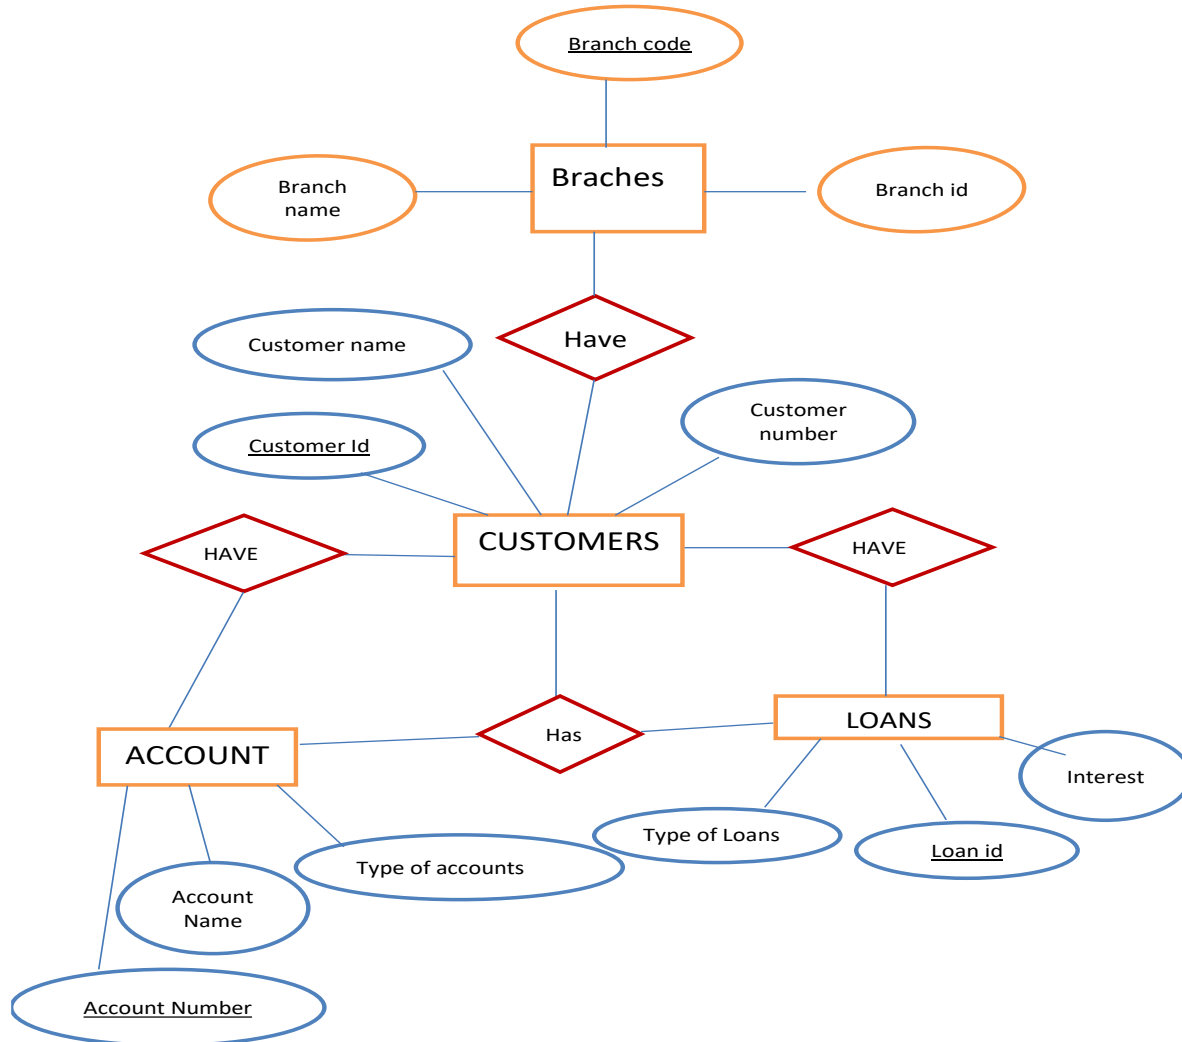 Branch code
Braches
Branch
name
Branch id
Have
Customer name
Customer
number
Customer Id
CUSTOMERS
HAVE
HAVE
LOANS
Has
ACCOUNT
Interest
Type of Loans
Loan id
Type of accounts
Account
Name
Account Number